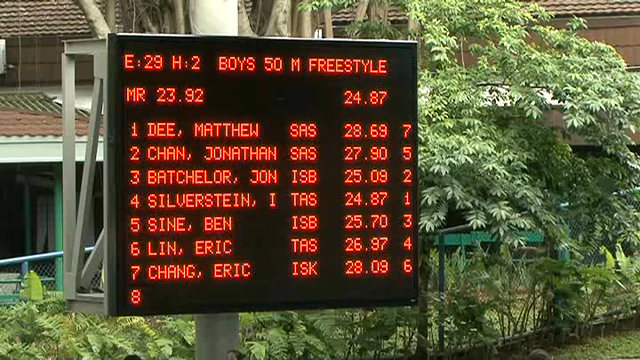 E:29 H:2 BOYS 50 M FREESTYLE
MR 23.92 24.87
1 DEE, MATTHEW SAS 28.69 7
2 CHAN, JONATHAN SAS 27.90 5
3 BATCHELOR, JON ISB 25.09 2
4 SILVERSTEIN, I TAS 24.87 1
5 SINE, BEN ISB 25.70 3
6 LIN, ERIC TAS 26.97 4
7 CHANG, ERIC ISK 28.09 6
8